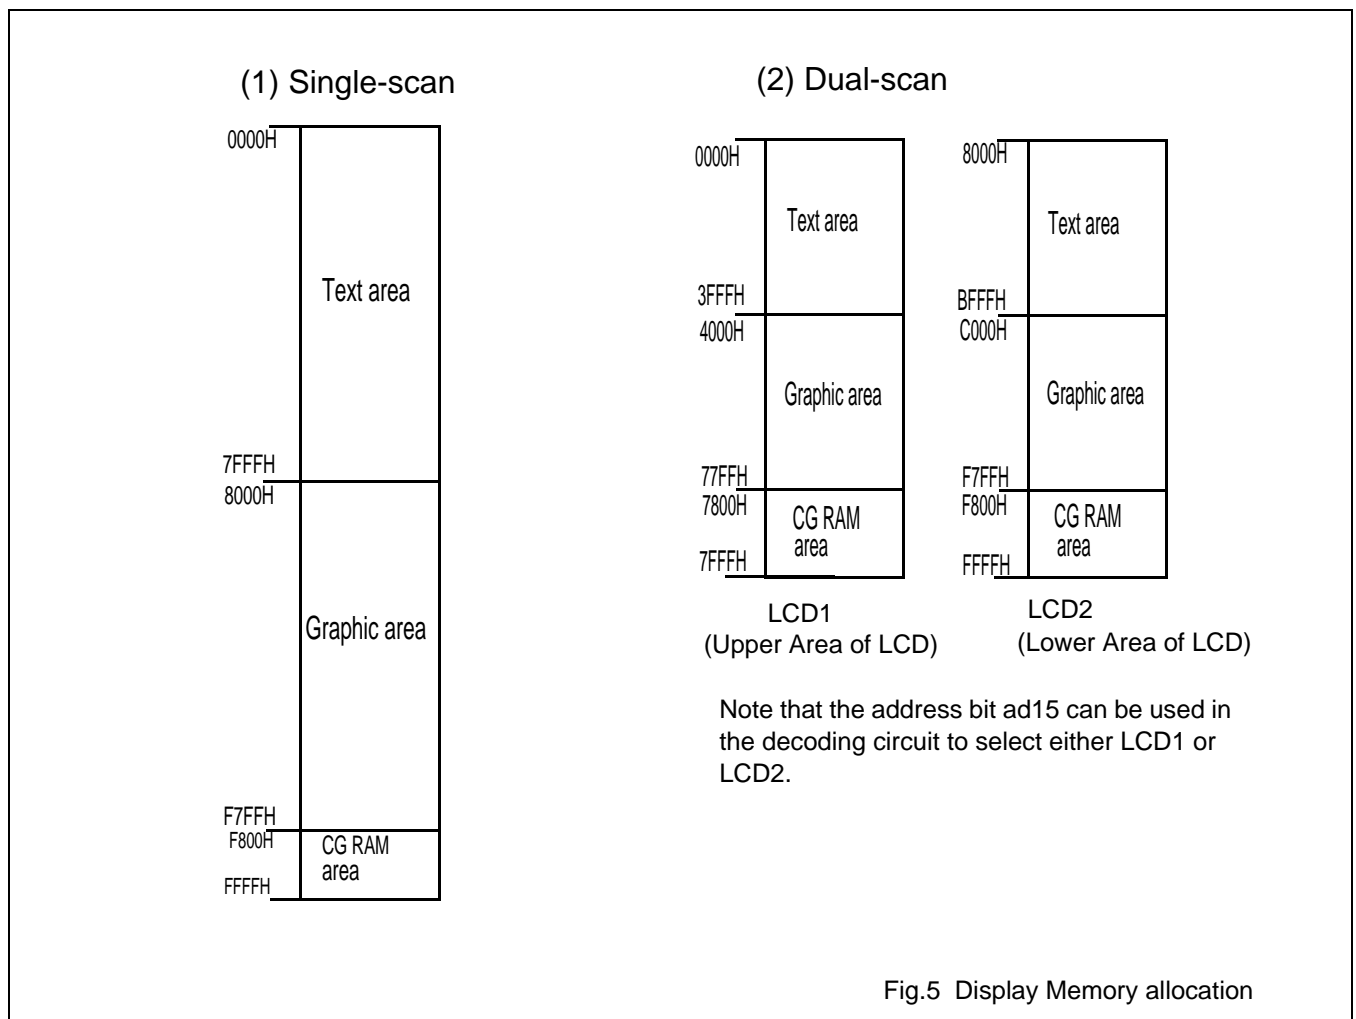 (1) Single-scan
0000H
Text area
7FFFH
8000H
Graphic area
F7FFH
F800H
CG RAM
area
FFFFH
(2) Dual-scan
0000H
Text area
3FFFH
4000H
Graphic area
77FFH
7800H
CG RAM
area
7FFFH
LCD1
(Upper Area of LCD)
8000H
Text area
BFFFH
C000H
Graphic area
F7FFH
F800H
CG RAM
area
FFFFH
LCD2
(Lower Area of LCD)
Note that the address bit ad15 can be used in
the decoding circuit to select either LCD1 or
LCD2.
Fig.5 Display Memory allocation